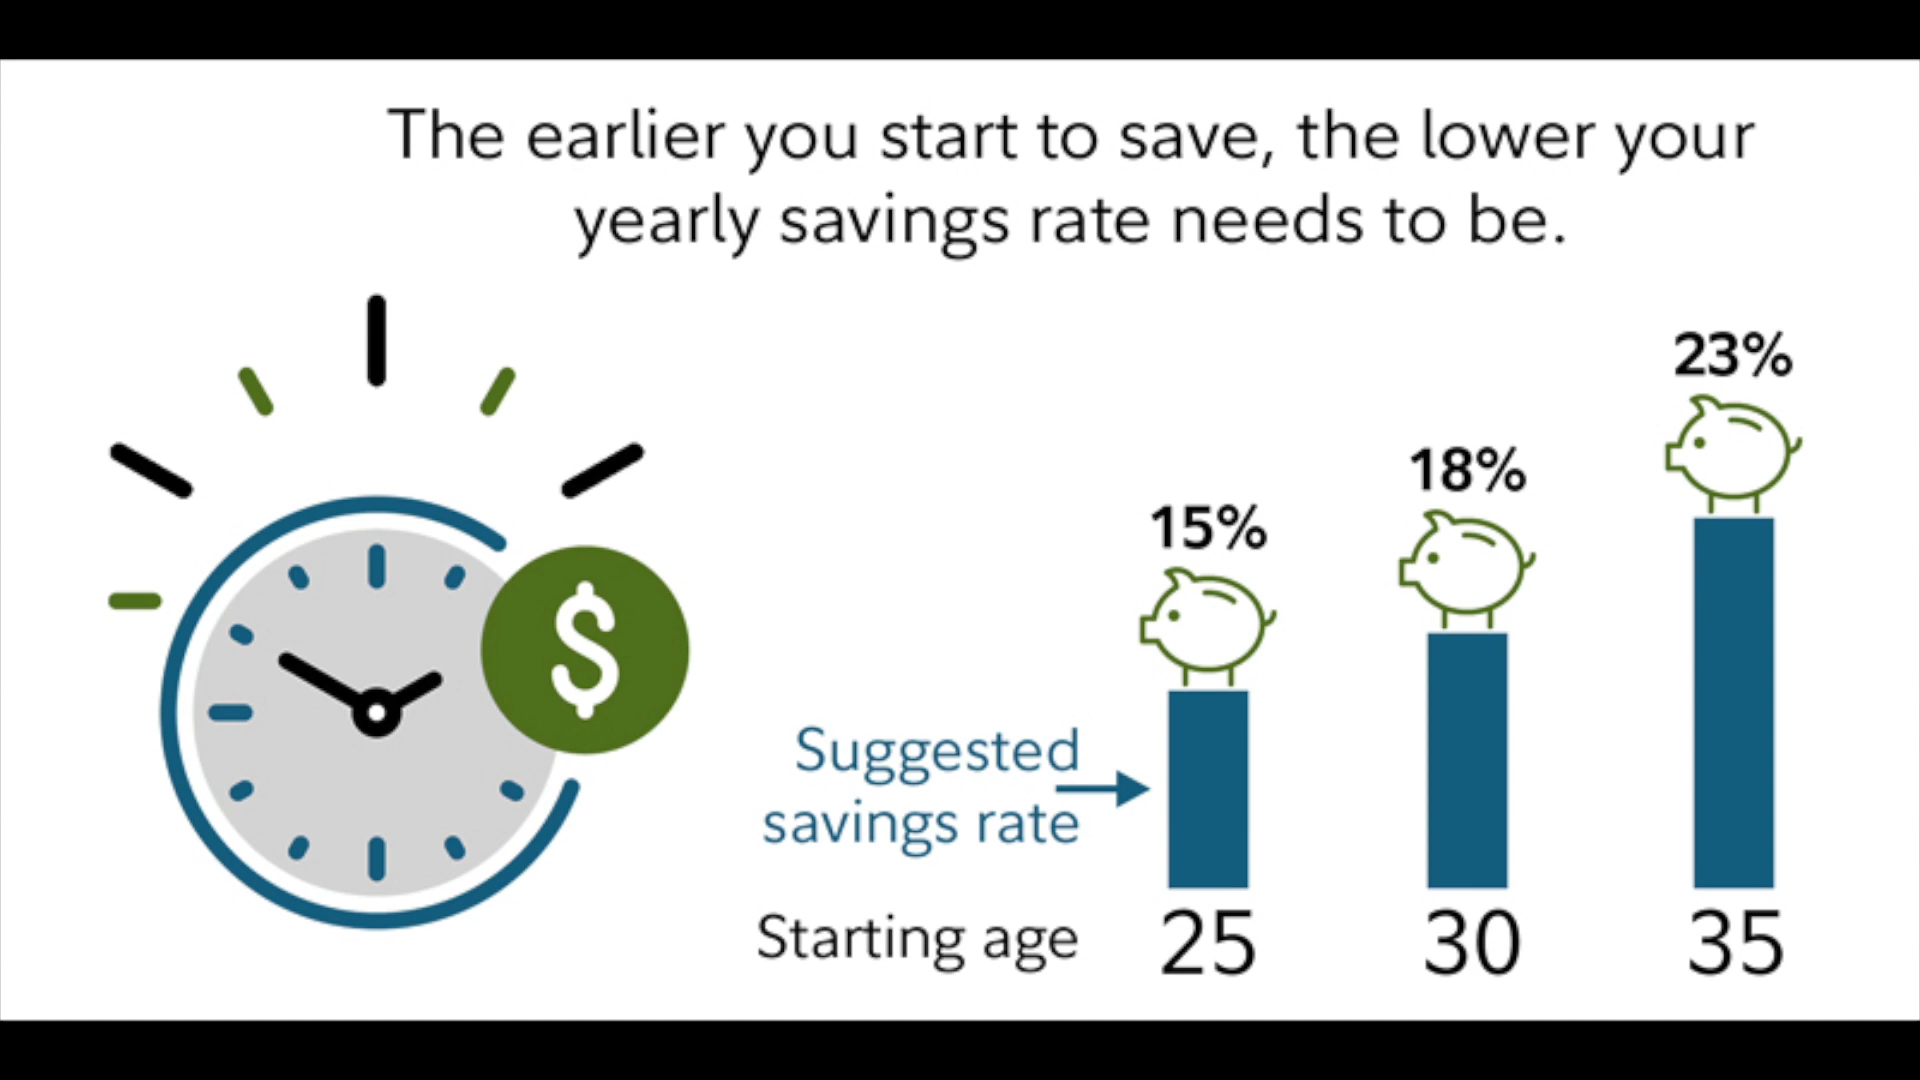 The earlier you start to save, the lower your
yearly savings rate needs to be.
$
15%
18%
23%
Suggested
savings rate
Starting age
25
30
35